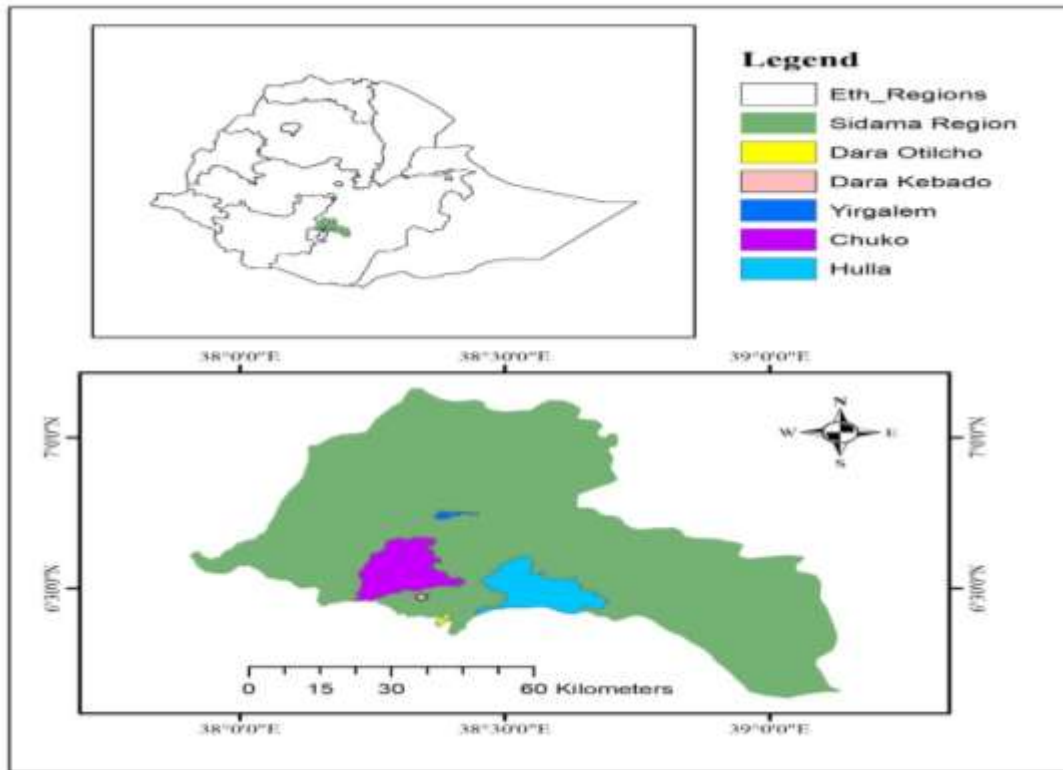 Legend
Eth_Regions
Sidama Region
Dara Otilcho
Dara Kebado
Yirgalem
Chuko
Hulla
38°0'0"E 38°30'0"E 39°0'0"E
N
W E
S
7°0'0"N 7°0'0"N
6°30'0"N 6°30'0"N
0 15 30 60 Kilometers
38°0'0"E 38°30'0"E 39°0'0"E